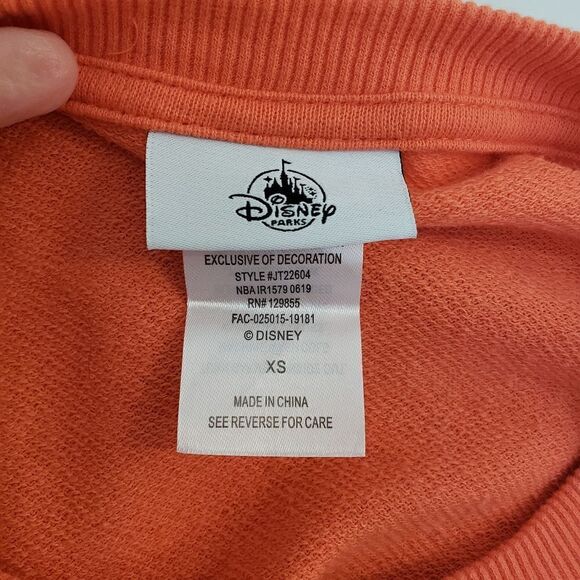 Disney
PARKS
EXCLUSIVE OF DECORATION
STYLE #JT22604
NBA IR1579 0619
RN# 129855
FAC-025015-19181
© DISNEY
XS
MADE IN CHINA
SEE REVERSE FOR CARE